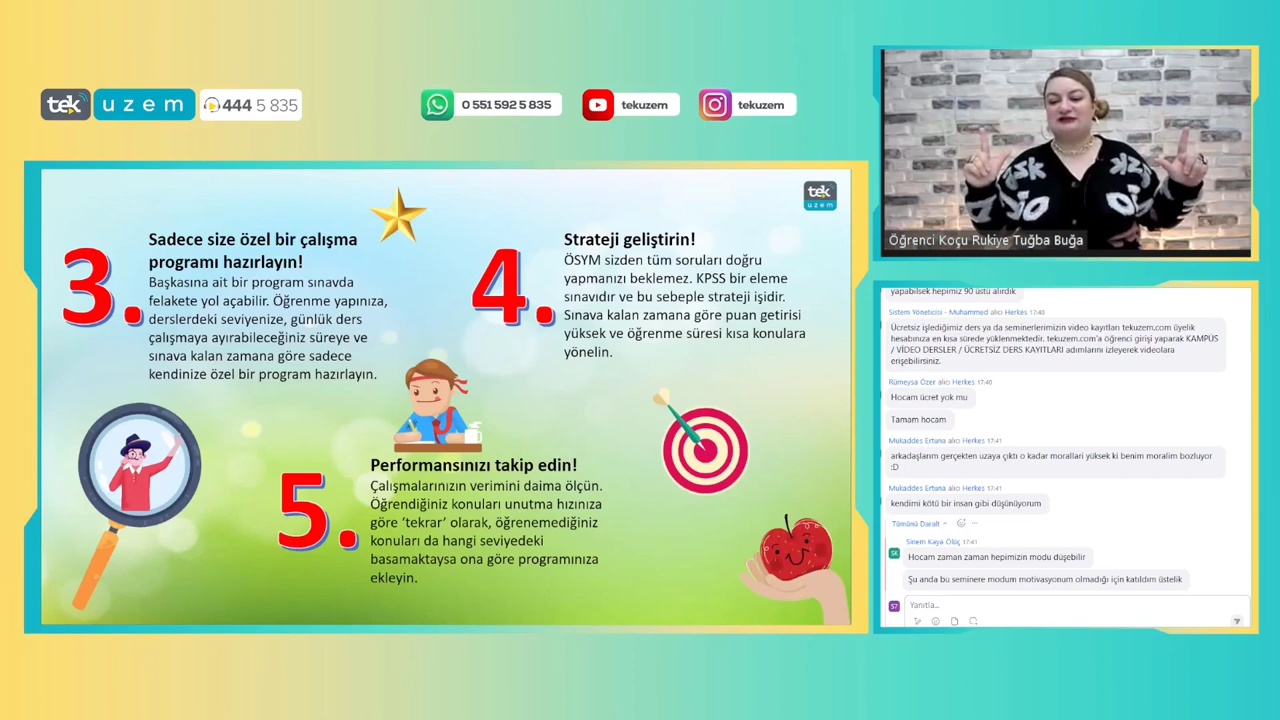 tek uzem 444 5 835
0 551 592 5 835
tekuzem
tekuzem
tek
uzem
3.
Sadece size özel bir çalışma
programı hazırlayın!
Başkasına ait bir program sınavda
felakete yol açabilir. Öğrenme yapınıza,
derslerdeki seviyenize, günlük ders
çalışmaya ayırabileceğiniz süreye ve
sınava kalan zamana göre sadece
kendinize özel bir program hazırlayın.
4.
Strateji geliştirin!
ÖSYM sizden tüm soruları doğru
yapmanızı beklemez. KPSS bir eleme
sınavıdır ve bu sebeple strateji işidir.
Sınava kalan zamana göre puan getirisi
yüksek ve öğrenme süresi kısa konulara
yönelin.
5.
Performansınızı takip edin!
Çalışmalarınızın verimini daima ölçün.
Öğrendiğiniz konuları unutma hızınıza
göre ‘tekrar’ olarak, öğrenemediğiniz
konuları da hangi seviyedeki
basamaktaysa ona göre programınıza
ekleyin.
Öğrenci Koçu Rukiye Tuğba Buğa
yapabilsek hepimiz 90 üstü alırdık
Sistem Yöneticisi - Muhammed alıcı Herkes 17:40
Ücretsiz işlediğimiz ders ya da seminerlerimizin video kayıtları tekuzem.com üyelik
hesabınıza en kısa sürede yüklenmektedir. tekuzem.com'a öğrenci girişi yaparak KAMPÜS
/ VİDEO DERSLER / ÜCRETSİZ DERS KAYITLARI adımlarını izleyerek videolara
erişebilirsiniz.
Rümeysa Özer alıcı Herkes 17:40
Hocam ücret yok mu
Tamam hocam
Mukaddes Ertuna alıcı Herkes 17:41
arkadaşlarım gerçekten uzaya çıktı o kadar morallari yüksek ki benim moralim bozluyor
:D
Mukaddes Ertuna alıcı Herkes 17:41
kendimi kötü bir insan gibi düşünüyorum
Tümünü Daralt
Sinem Kaya Ölüç 17:41
SK
Hocam zaman zaman hepimizin modu düşebilir
Şu anda bu seminere modum motivasyonum olmadığı için katıldım üstelik
Yanıtla...